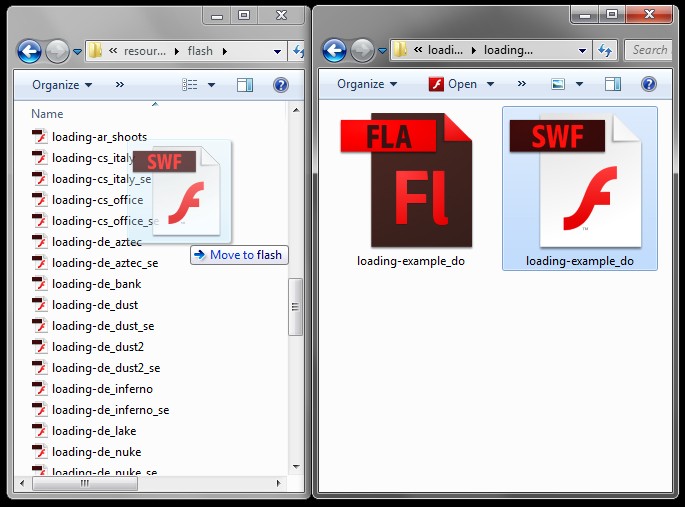 resour...
flash
Organize
»
Name
loading-ar_shoots
loading-cs_italy
loading-cs_italy_se
loading-cs_office
loading-cs_office_se
loading-de_aztec
loading-de_aztec_se
loading-de_bank
loading-de_dust
loading-de_dust_se
loading-de_dust2
loading-de_dust2_se
loading-de_inferno
loading-de_inferno_se
loading-de_lake
loading-de_nuke
loading-de_nuke_se
SWF
Move to flash
« loadi...
loading...
Search
Organize
Open
»
FLA
Fl
loading-example_do
SWF
™
loading-example_do